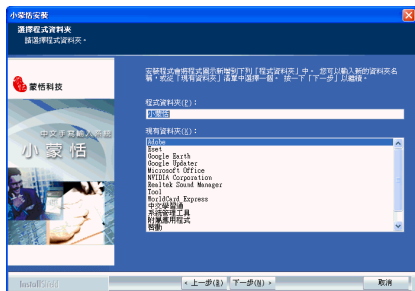 小蒙恬安裝
選擇程式資料夾
請選擇程式資料夾。
安裝程式會將程式圖示新增到下列「程式資料夾」中。 您可以輸入新的資料夾名
稱，或從「現有資料夾」清單中選擇一個。 按一下「下一步」以繼續。
蒙恬科技
程式資料夾(P)：
小蒙恬
中文手寫輸入系統
小蒙恬
現有資料夾(X)：
Adobe
Eset
Google Earth
Google Updater
Microsoft Office
NVIDIA Corporation
Realtek Sound Manager
Tool
WorldCard Express
中文學習通
系統管理工具
附屬應用程式
啟動
InstallShield
< 上一步(B)
下一步(N) >
取消